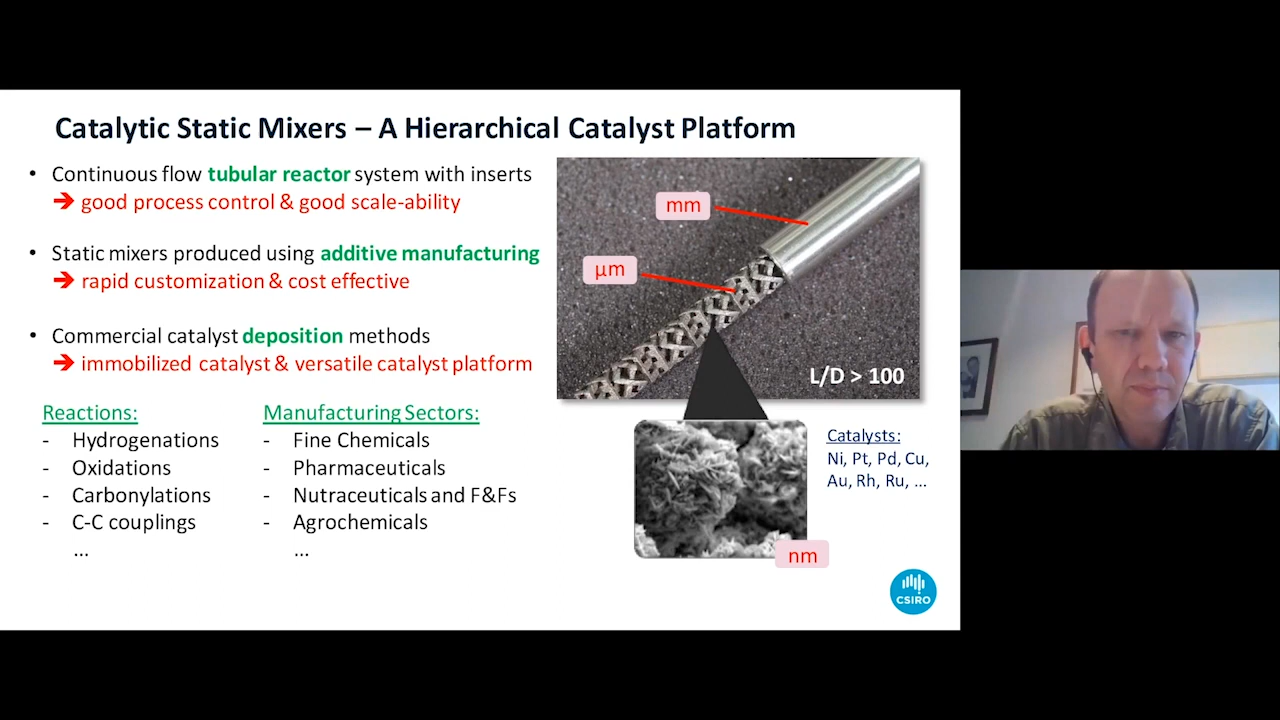 Catalytic Static Mixers – A Hierarchical Catalyst Platform
• Continuous flow tubular reactor system with inserts
➔ good process control & good scale-ability
• Static mixers produced using additive manufacturing
➔ rapid customization & cost effective
• Commercial catalyst deposition methods
➔ immobilized catalyst & versatile catalyst platform
Reactions:
- Hydrogenations
- Oxidations
- Carbonylations
- C-C couplings
...
Manufacturing Sectors:
- Fine Chemicals
- Pharmaceuticals
- Nutraceuticals and F&Fs
- Agrochemicals
...
mm
µm
L/D > 100
nm
Catalysts:
Ni, Pt, Pd, Cu,
Au, Rh, Ru, ...
CSIRO